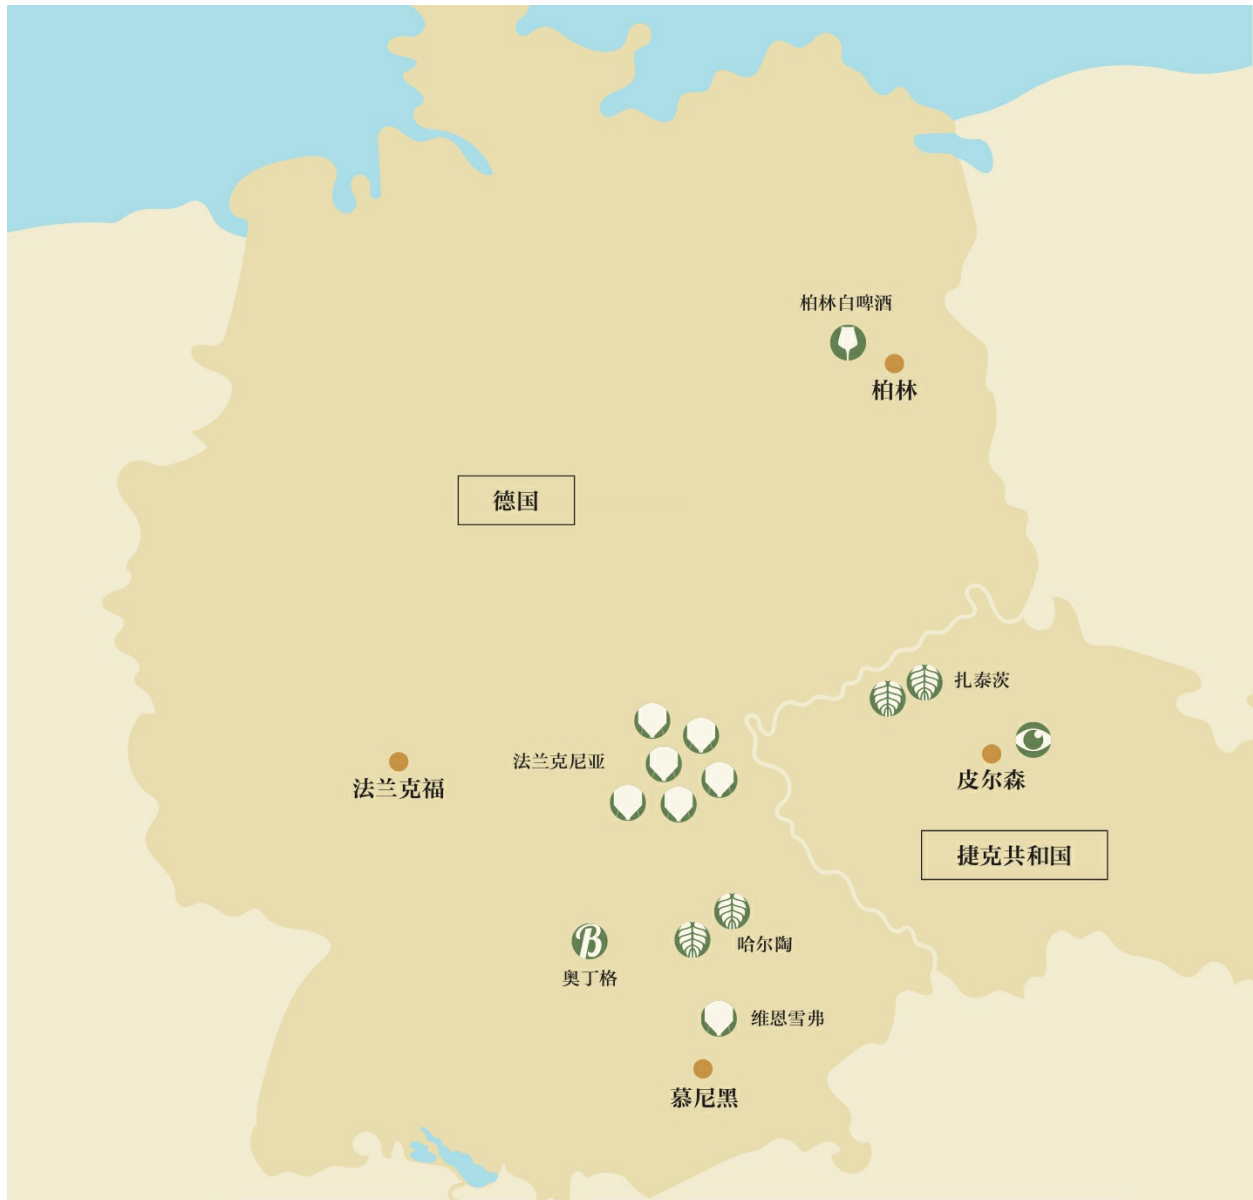 柏林白啤酒
柏林
德国
扎泰茨
法兰克尼亚
法兰克福
皮尔森
捷克共和国
B
哈尔陶
奥丁格
维恩雪弗
慕尼黑